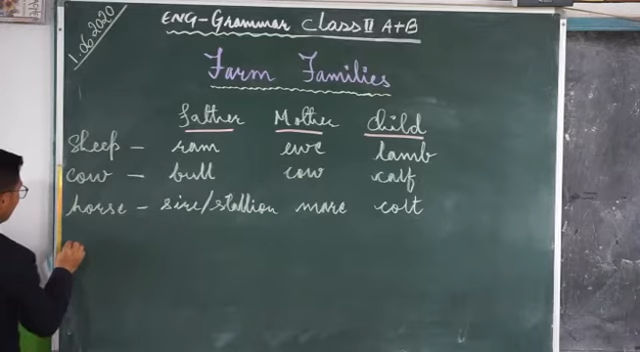 1.06.2020
ENG-Grammar Class II A+B
Farm Families
Father Mother Child
Sheep - ram ewe lamb
cow - bull cow calf
horse - sire/stallion mare colt